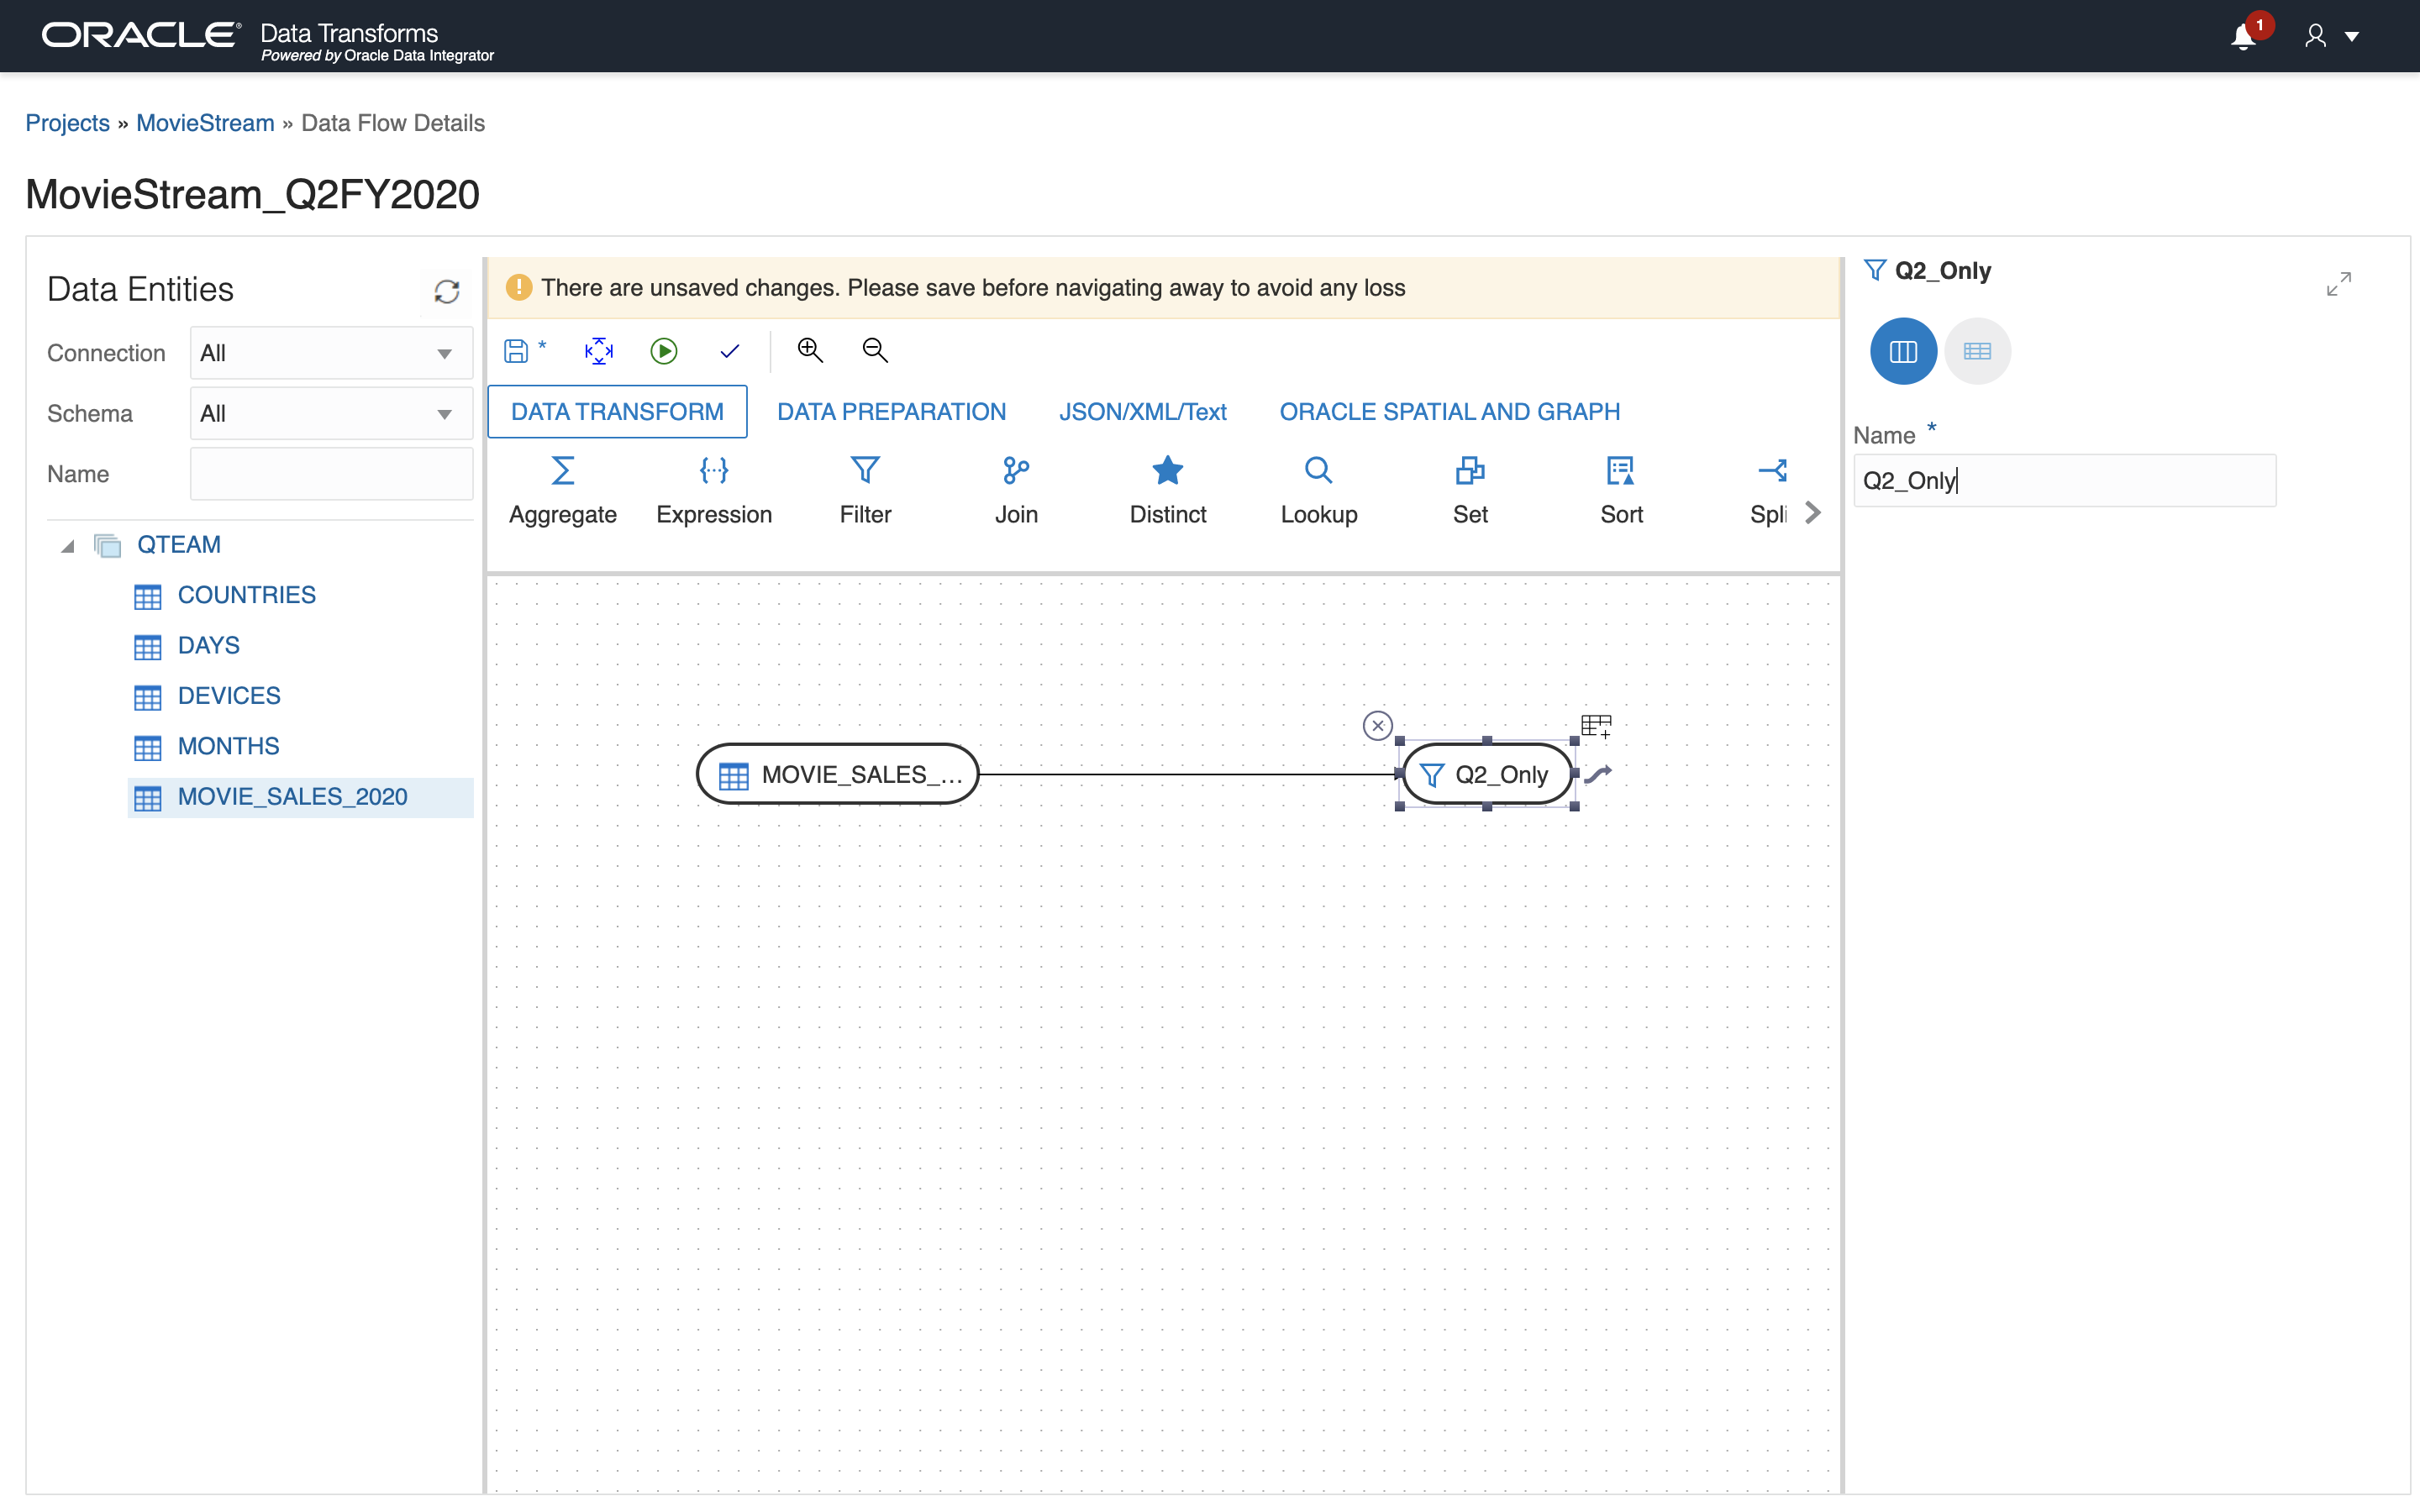 ORACLE® Data Transforms
Powered by Oracle Data Integrator
1
Projects » MovieStream » Data Flow Details
MovieStream_Q2FY2020
Data Entities
Connection All
Schema All
Name
QTEAM
COUNTRIES
DAYS
DEVICES
MONTHS
MOVIE_SALES_2020
There are unsaved changes. Please save before navigating away to avoid any loss
*
DATA TRANSFORM DATA PREPARATION JSON/XML/Text ORACLE SPATIAL AND GRAPH
Aggregate Expression Filter Join Distinct Lookup Set Sort Spli
MOVIE_SALES_... Q2_Only
Q2_Only
Name *
Q2_Only